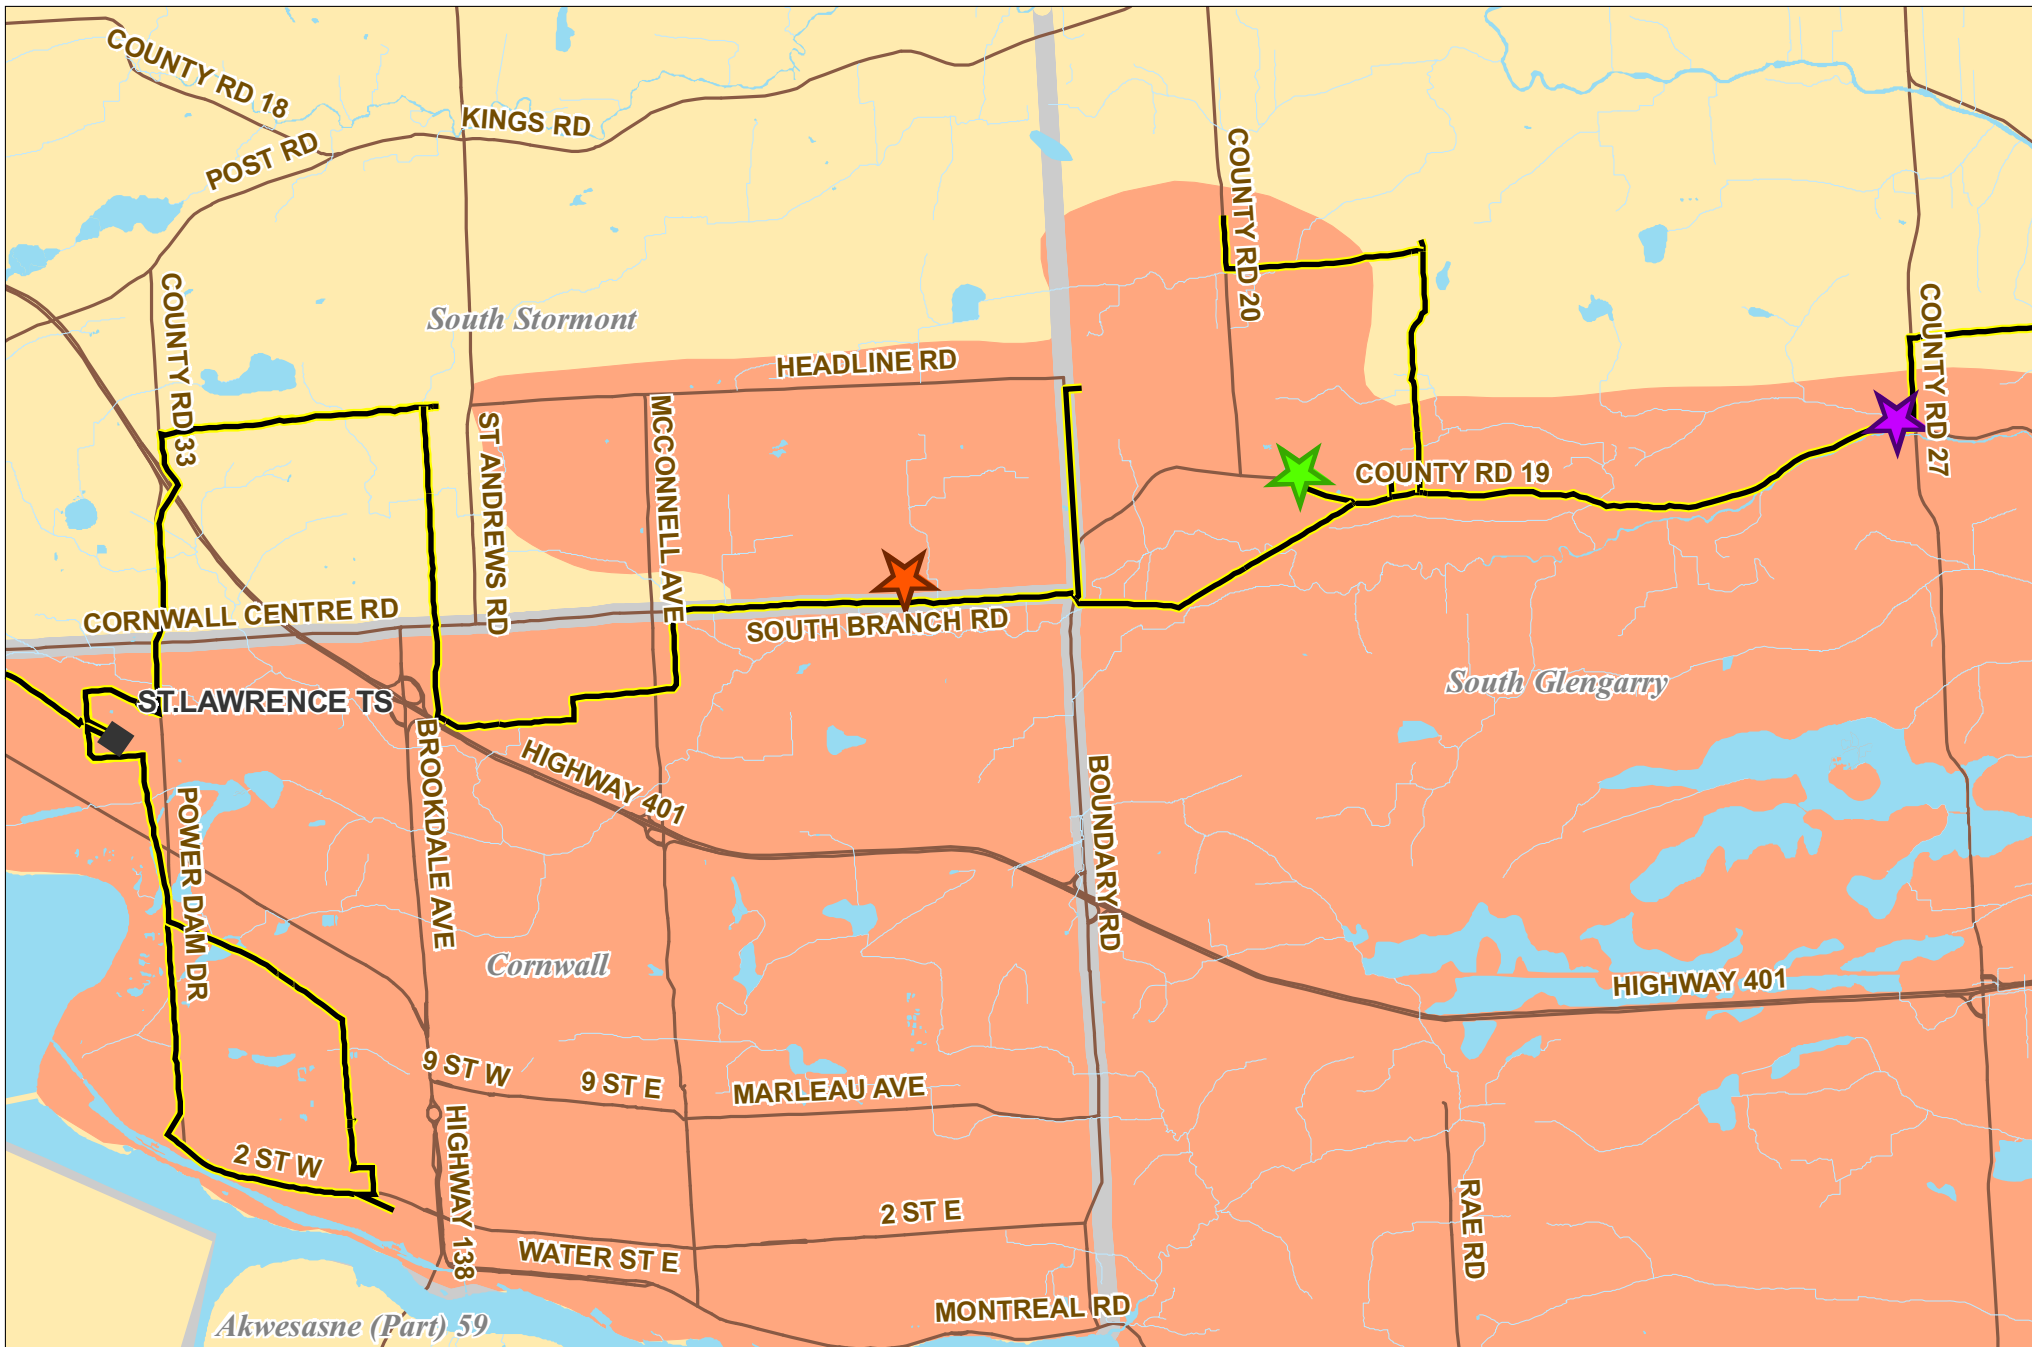 COUNTY RD 18
KINGS RD
POST RD
COUNTY RD 20
COUNTY RD 33
South Stormont
COUNTY RD 27
HEADLINE RD
ST ANDREWS RD
MCCONNELL AVE
COUNTY RD 19
CORNWALL CENTRE RD
SOUTH BRANCH RD
South Glengarry
ST.LAWRENCE TS
BROOKDALE AVE
HIGHWAY 401
BOUNDARY RD
POWER DAM DR
Cornwall
HIGHWAY 401
9 ST W
9 ST E
MARLEAU AVE
HIGHWAY 138
2 ST W
RAE RD
2 ST E
WATER ST E
MONTREAL RD
Akwesasne (Part) 59